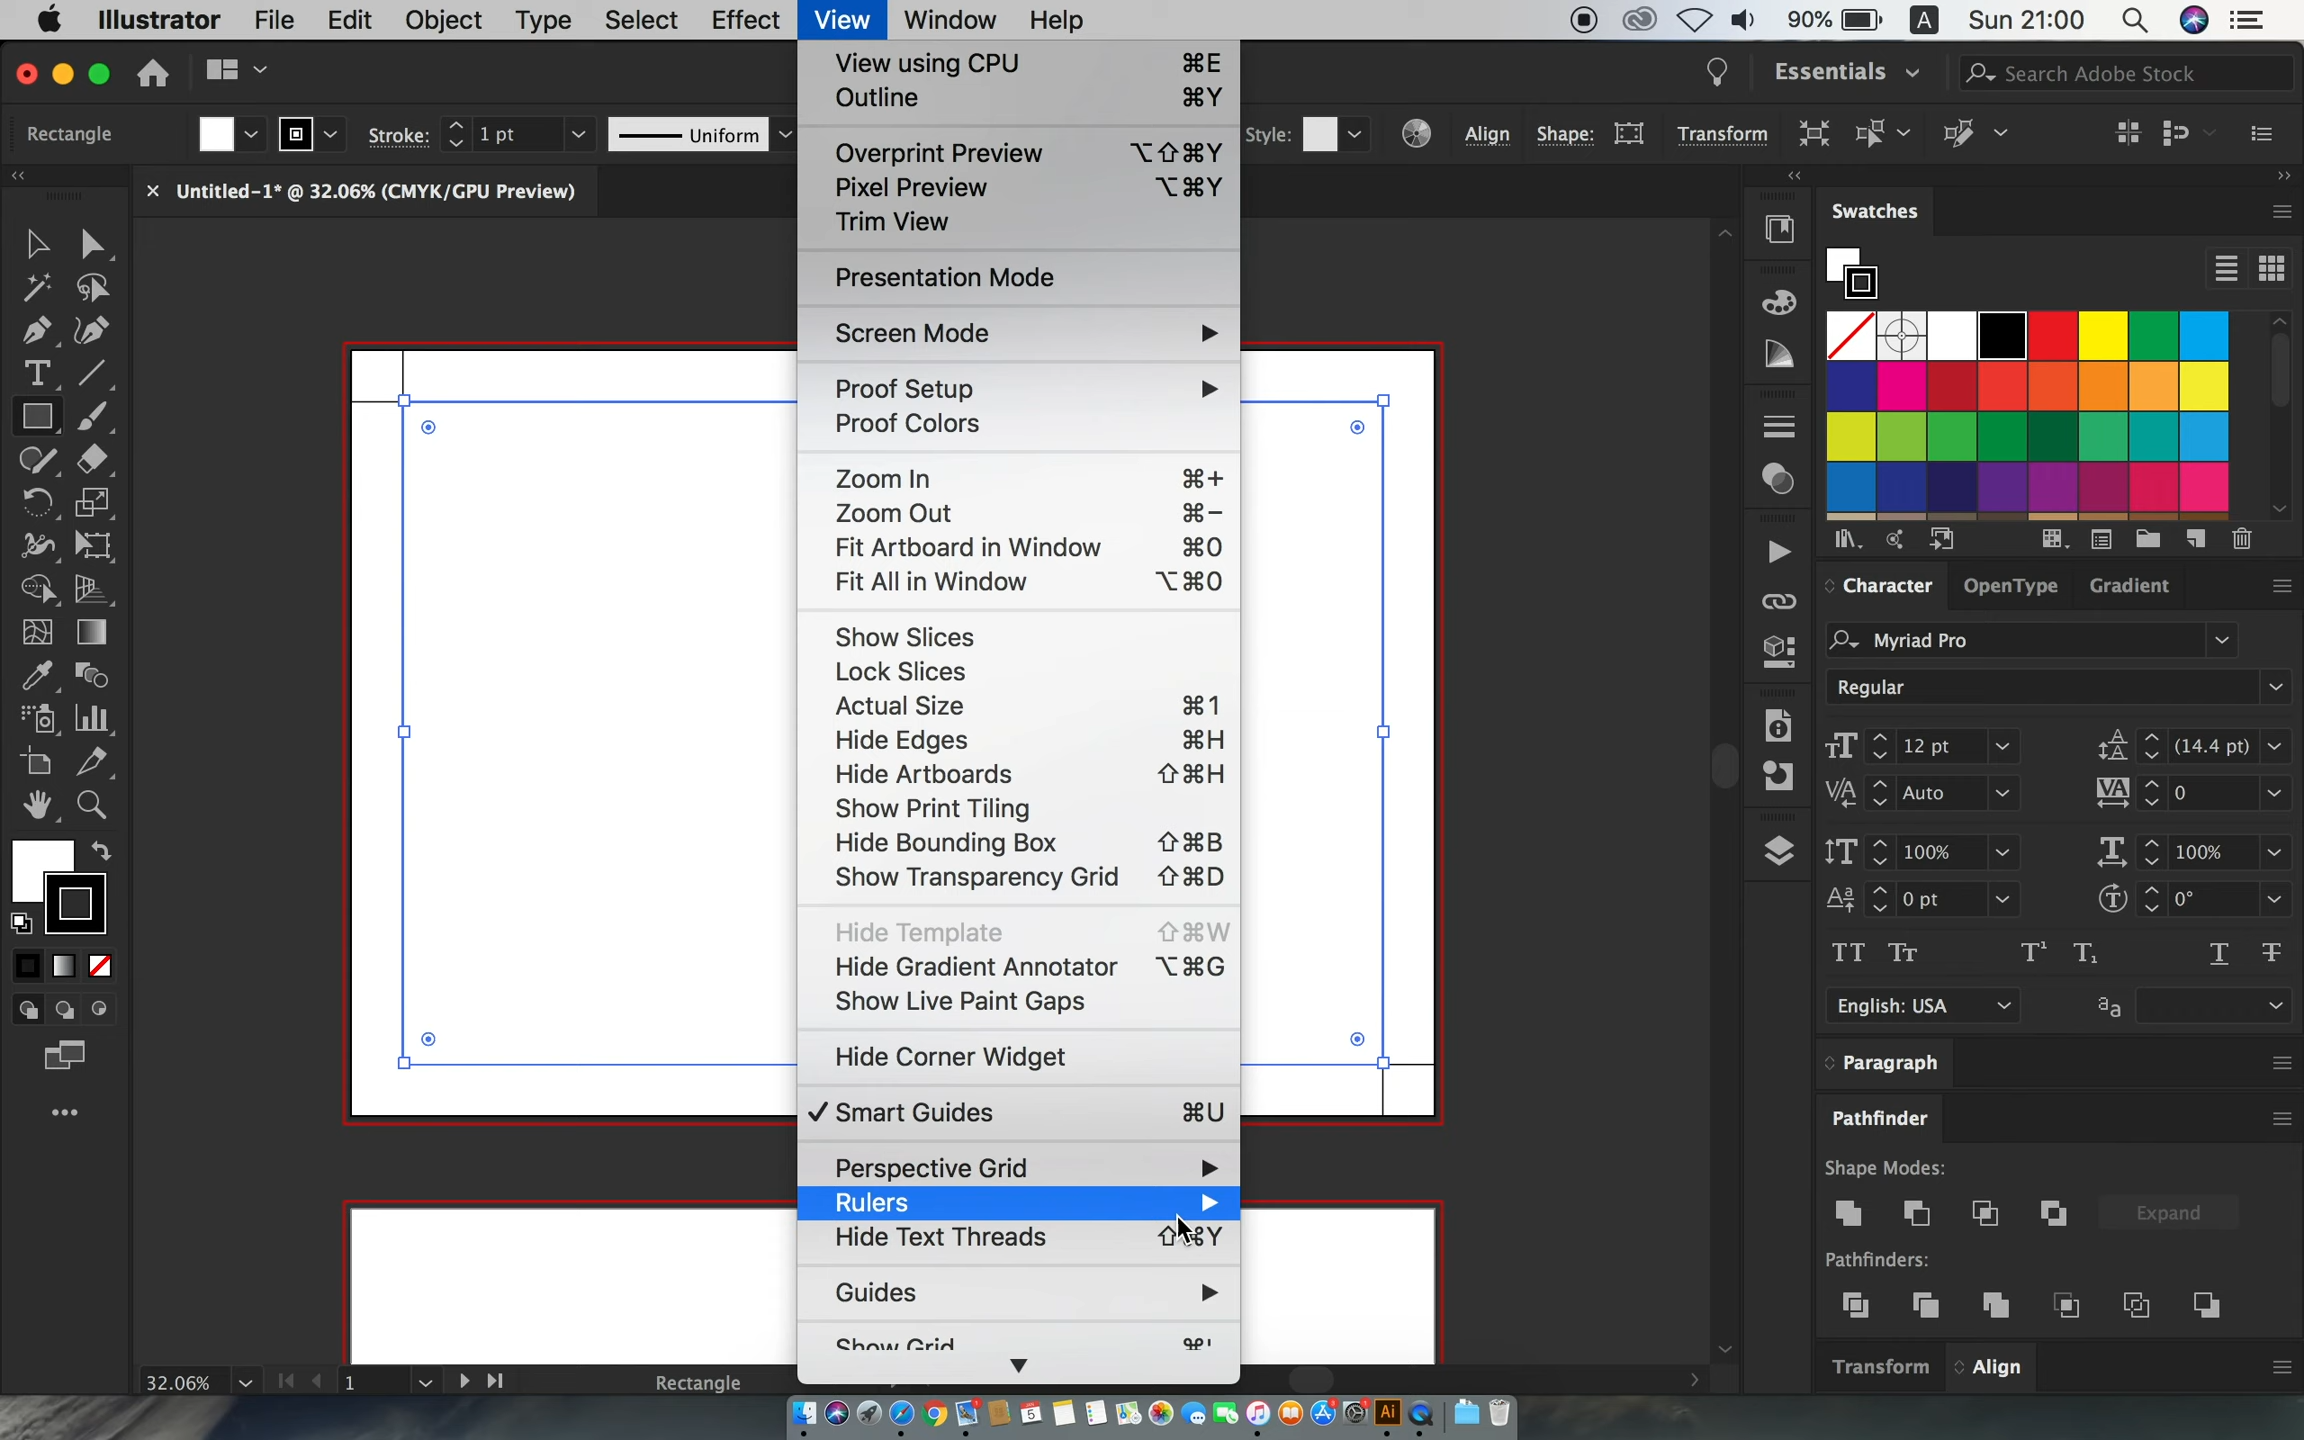 Illustrator File Edit Object Type Select Effect View Window Help 90% A Sun 21:00
Essentials Search Adobe Stock
Rectangle Stroke: 1 pt Uniform Style: Align Shape: Transform
× Untitled-1* @ 32.06% (CMYK/GPU Preview)
View using CPU ⌘E
Outline ⌘Y
Overprint Preview ⌥⇧⌘Y
Pixel Preview ⌥⌘Y
Trim View
Presentation Mode
Screen Mode ▶
Proof Setup ▶
Proof Colors
Zoom In ⌘+
Zoom Out ⌘−
Fit Artboard in Window ⌘0
Fit All in Window ⌥⌘0
Show Slices
Lock Slices
Actual Size ⌘1
Hide Edges ⌘H
Hide Artboards ⇧⌘H
Show Print Tiling
Hide Bounding Box ⇧⌘B
Show Transparency Grid ⇧⌘D
Hide Template ⇧⌘W
Hide Gradient Annotator ⌥⌘G
Show Live Paint Gaps
Hide Corner Widget
✓ Smart Guides ⌘U
Perspective Grid ▶
Rulers ▶
Hide Text Threads ⇧⌘Y
Guides ▶
Show Grid ⌘'
Swatches
Character OpenType Gradient
Myriad Pro
Regular
12 pt (14.4 pt)
Auto 0
100% 100%
0 pt 0°
English: USA
Paragraph
Pathfinder
Shape Modes:
Expand
Pathfinders:
Transform Align
32.06% 1 Rectangle